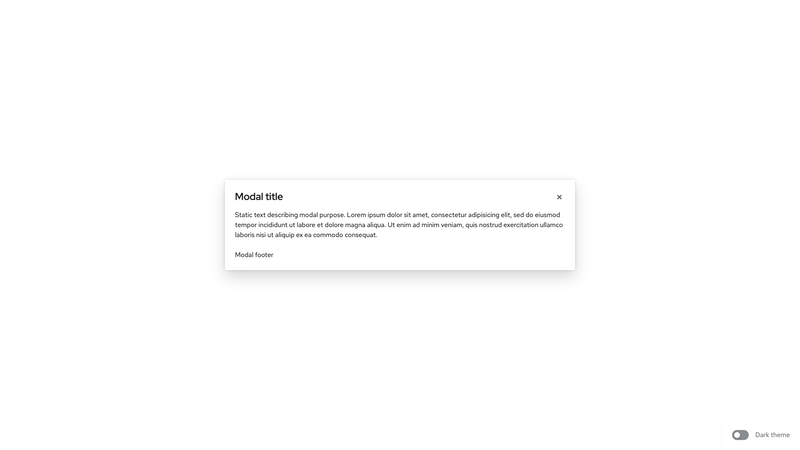 Modal title
Static text describing modal purpose. Lorem ipsum dolor sit amet, consectetur adipisicing elit, sed do eiusmod
tempor incididunt ut labore et dolore magna aliqua. Ut enim ad minim veniam, quis nostrud exercitation ullamco
laboris nisi ut aliquip ex ea commodo consequat.
Modal footer
Dark theme